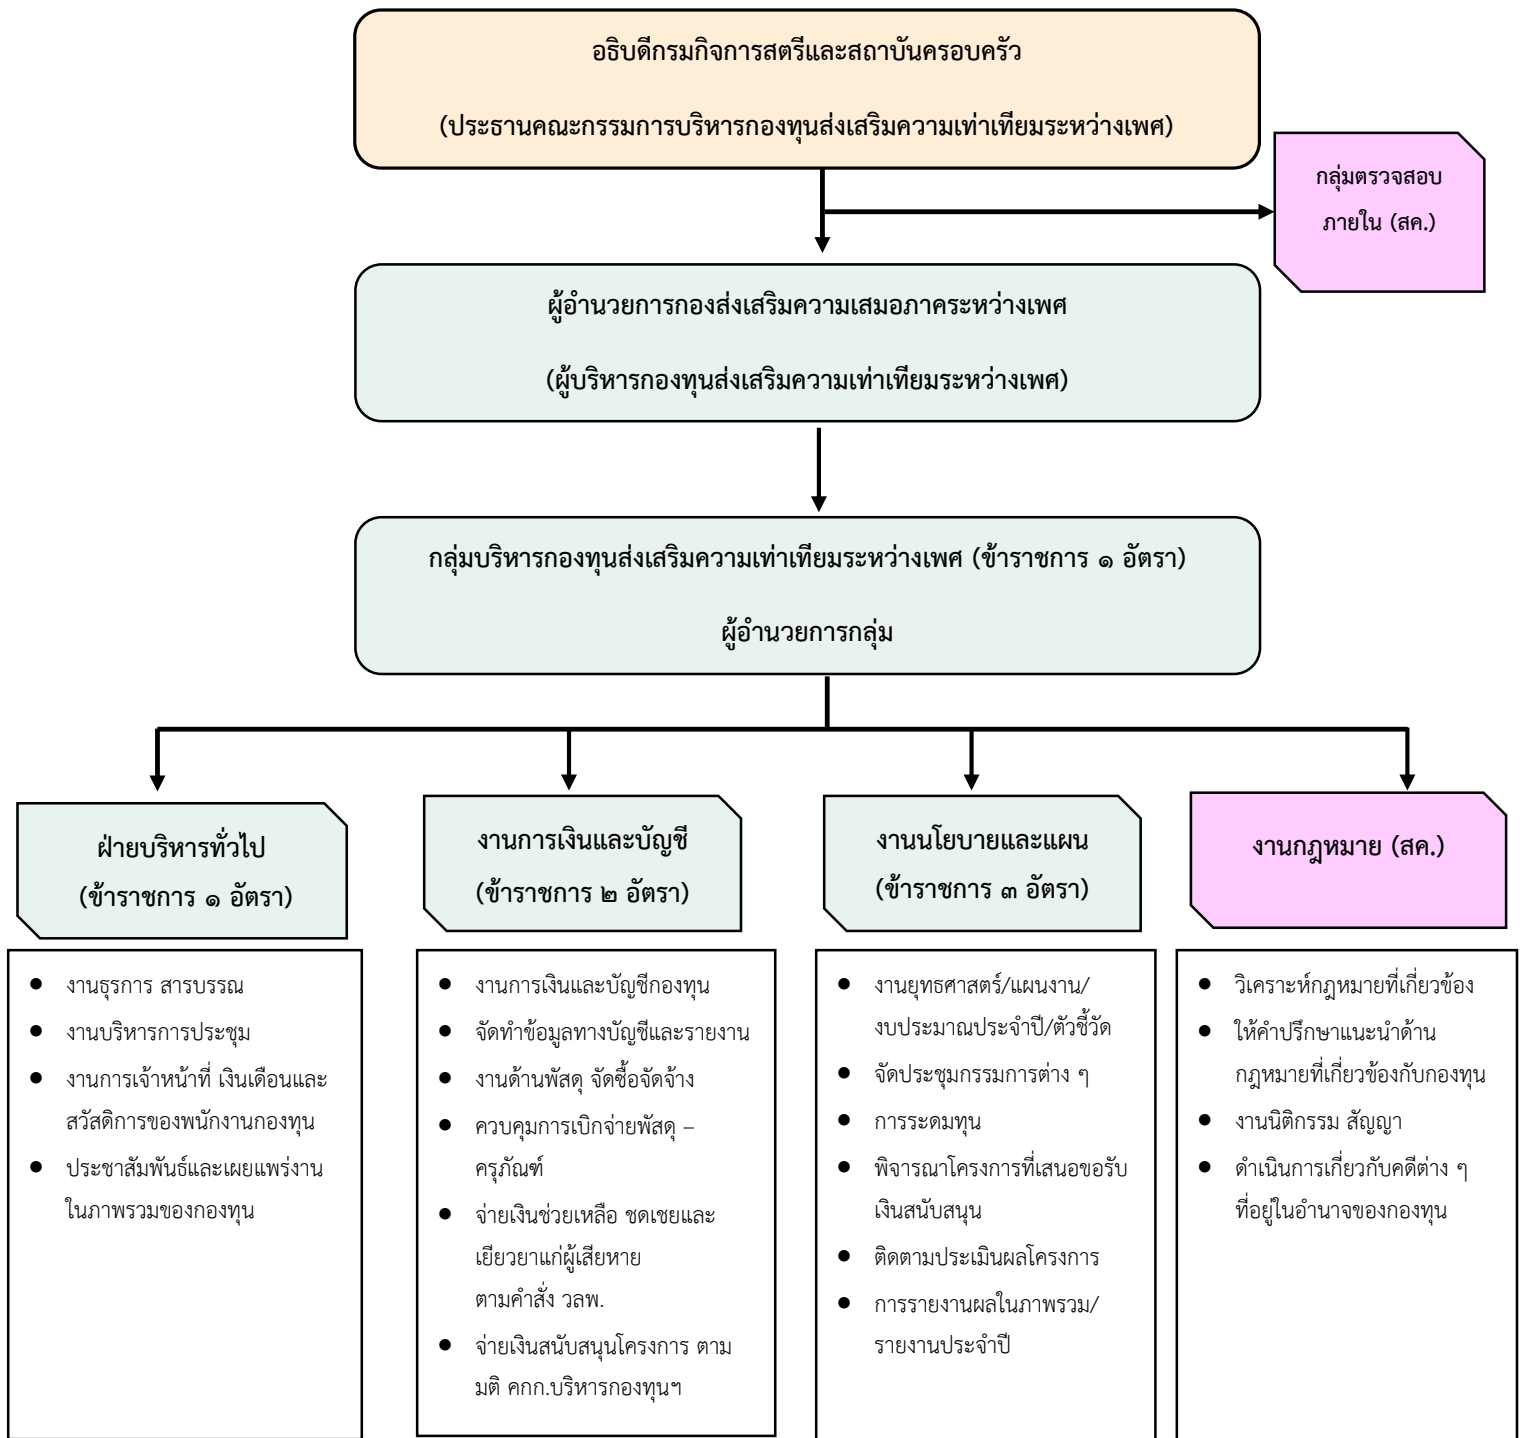 อธิบดีกรมกิจการสตรีและสถาบันครอบครัว
(ประธานคณะกรรมการบริหารกองทุนส่งเสริมความเท่าเทียมระหว่างเพศ)
กลุ่มตรวจสอบ
ภายใน (สค.)
ผู้อำนวยการกองส่งเสริมความเสมอภาคระหว่างเพศ
(ผู้บริหารกองทุนส่งเสริมความเท่าเทียมระหว่างเพศ)
กลุ่มบริหารกองทุนส่งเสริมความเท่าเทียมระหว่างเพศ (ข้าราชการ ๑ อัตรา)
ผู้อำนวยการกลุ่ม
ฝ่ายบริหารทั่วไป
(ข้าราชการ ๑ อัตรา)
● งานธุรการ สารบรรณ
● งานบริหารการประชุม
● งานการเจ้าหน้าที่ เงินเดือนและ
สวัสดิการของพนักงานกองทุน
● ประชาสัมพันธ์และเผยแพร่งาน
ในภาพรวมของกองทุน
งานการเงินและบัญชี
(ข้าราชการ ๒ อัตรา)
● งานการเงินและบัญชีกองทุน
● จัดทำข้อมูลทางบัญชีและรายงาน
● งานด้านพัสดุ จัดซื้อจัดจ้าง
● ควบคุมการเบิกจ่ายพัสดุ –
ครุภัณฑ์
● จ่ายเงินช่วยเหลือ ชดเชยและ
เยียวยาแก่ผู้เสียหาย
ตามคำสั่ง วลพ.
● จ่ายเงินสนับสนุนโครงการ ตาม
มติ คกก.บริหารกองทุนฯ
งานนโยบายและแผน
(ข้าราชการ ๓ อัตรา)
● งานยุทธศาสตร์/แผนงาน/
งบประมาณประจำปี/ตัวชี้วัด
● จัดประชุมกรรมการต่าง ๆ
● การระดมทุน
● พิจารณาโครงการที่เสนอขอรับ
เงินสนับสนุน
● ติดตามประเมินผลโครงการ
● การรายงานผลในภาพรวม/
รายงานประจำปี
งานกฎหมาย (สค.)
● วิเคราะห์กฎหมายที่เกี่ยวข้อง
● ให้คำปรึกษาแนะนำด้าน
กฎหมายที่เกี่ยวข้องกับกองทุน
● งานนิติกรรม สัญญา
● ดำเนินการเกี่ยวกับคดีต่าง ๆ
ที่อยู่ในอำนาจของกองทุน